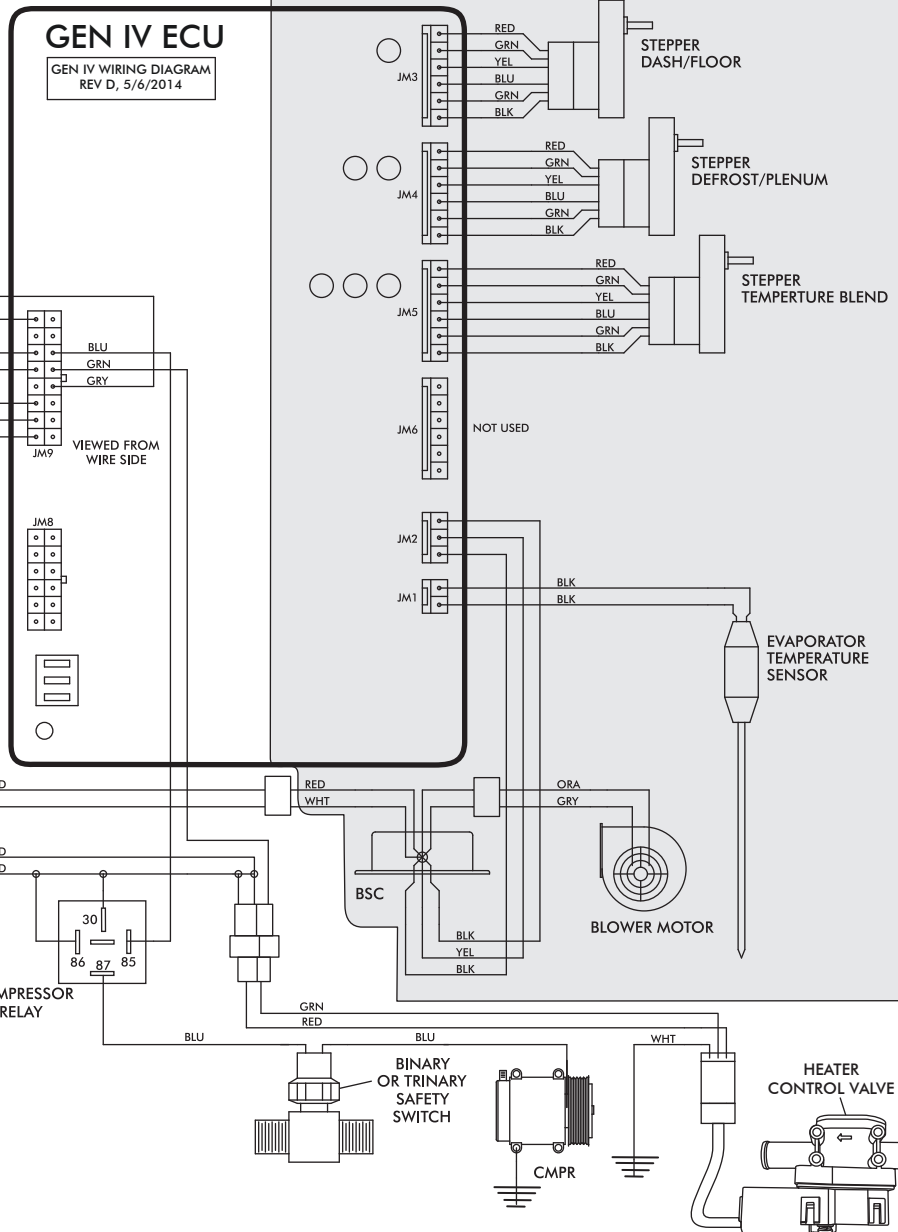 GEN IV ECU
GEN IV WIRING DIAGRAM
REV D, 5/6/2014
JM3
RED
GRN
YEL
BLU
GRN
BLK
STEPPER
DASH/FLOOR
JM4
RED
GRN
YEL
BLU
GRN
BLK
STEPPER
DEFROST/PLENUM
JM5
RED
GRN
YEL
BLU
GRN
BLK
STEPPER
TEMPERTURE BLEND
BLU
GRN
GRY
JM9
VIEWED FROM
WIRE SIDE
JM6
NOT USED
JM8
JM2
JM1
BLK
BLK
EVAPORATOR
TEMPERATURE
SENSOR
D
RED
WHT
ORA
GRY
D
D
BSC
BLOWER MOTOR
BLK
YEL
BLK
30
86
87
85
MPRESSOR
RELAY
GRN
RED
BLU
BLU
WHT
BINARY
OR TRINARY
SAFETY
SWITCH
CMPR
HEATER
CONTROL VALVE